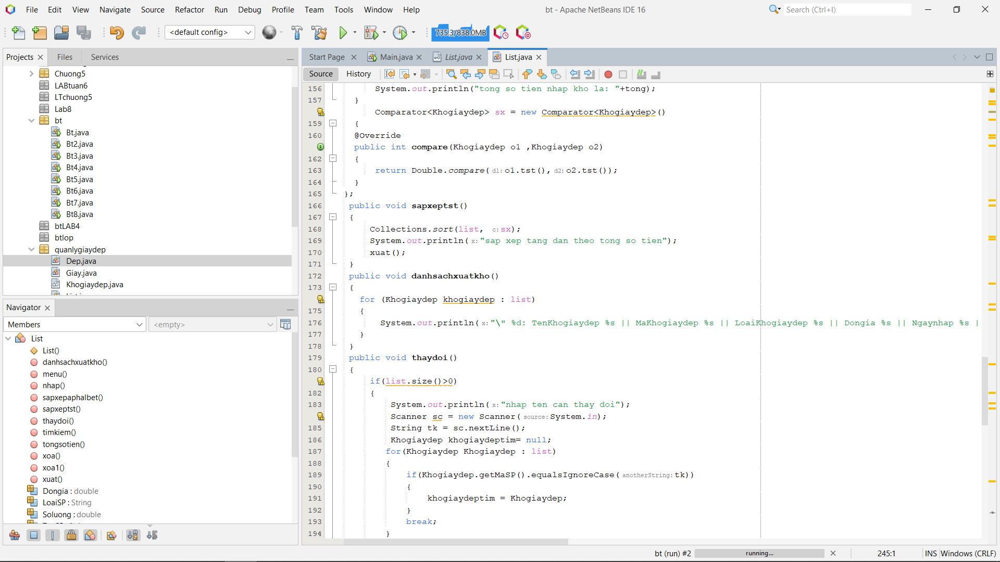 File Edit View Navigate Source Refactor Run Debug Profile Team Tools Window Help
bt - Apache NetBeans IDE 16
Search (Ctrl+I)
<default config>
735.3/838.0MB
Projects Files Services
Chuong5
LABtuan6
LTchuong5
Lab8
bt
Bt.java
Bt2.java
Bt3.java
Bt4.java
Bt5.java
Bt6.java
Bt7.java
Bt8.java
btLAB4
btlop
quanlygiaydep
Dep.java
Giay.java
Khogiaydep.java
Navigator
Members
<empty>
List
List()
danhsachxuatkho()
menu()
nhap()
sapxepaphalbet()
sapxeptst()
thaydoi()
timkiem()
tongsotien()
xoa()
xoa1()
xuat()
Dongia : double
LoaiSP : String
Soluong : double
Start Page Main.java List.java List.java
Source History
156 System.out.println("tong so tien nhap kho la: "+tong);
157 }
Comparator<Khogiaydep> sx = new Comparator<Khogiaydep>()
159 {
160 @Override
public int compare(Khogiaydep o1 ,Khogiaydep o2)
162 {
163 return Double.compare( d1: o1.tst(), d2: o2.tst());
164 }
165 };
166 public void sapxeptst()
167 {
168 Collections.sort(list, c: sx);
169 System.out.println( x: "sap xep tang dan theo tong so tien");
170 xuat();
171 }
172 public void danhsachxuatkho()
173 {
for (Khogiaydep khogiaydep : list)
175 {
176 System.out.println( x: "\" %d: TenKhogiaydep %s || MaKhogiaydep %s || LoaiKhogiaydep %s || Dongia %s || Ngaynhap %s |
177 }
178 }
179 public void thaydoi()
180 {
if(list.size()>0)
182 {
183 System.out.println( x: "nhap ten can thay doi");
Scanner sc = new Scanner( source: System.in);
185 String tk = sc.nextLine();
186 Khogiaydep khogiaydeptim= null;
187 for(Khogiaydep Khogiaydep : list)
188 {
189 if(Khogiaydep.getMaSP().equalsIgnoreCase( anotherString: tk))
190 {
191 khogiaydeptim = Khogiaydep;
192 }
193 break;
194 }
bt (run) #2 running... 245:1 INS Windows (CRLF)